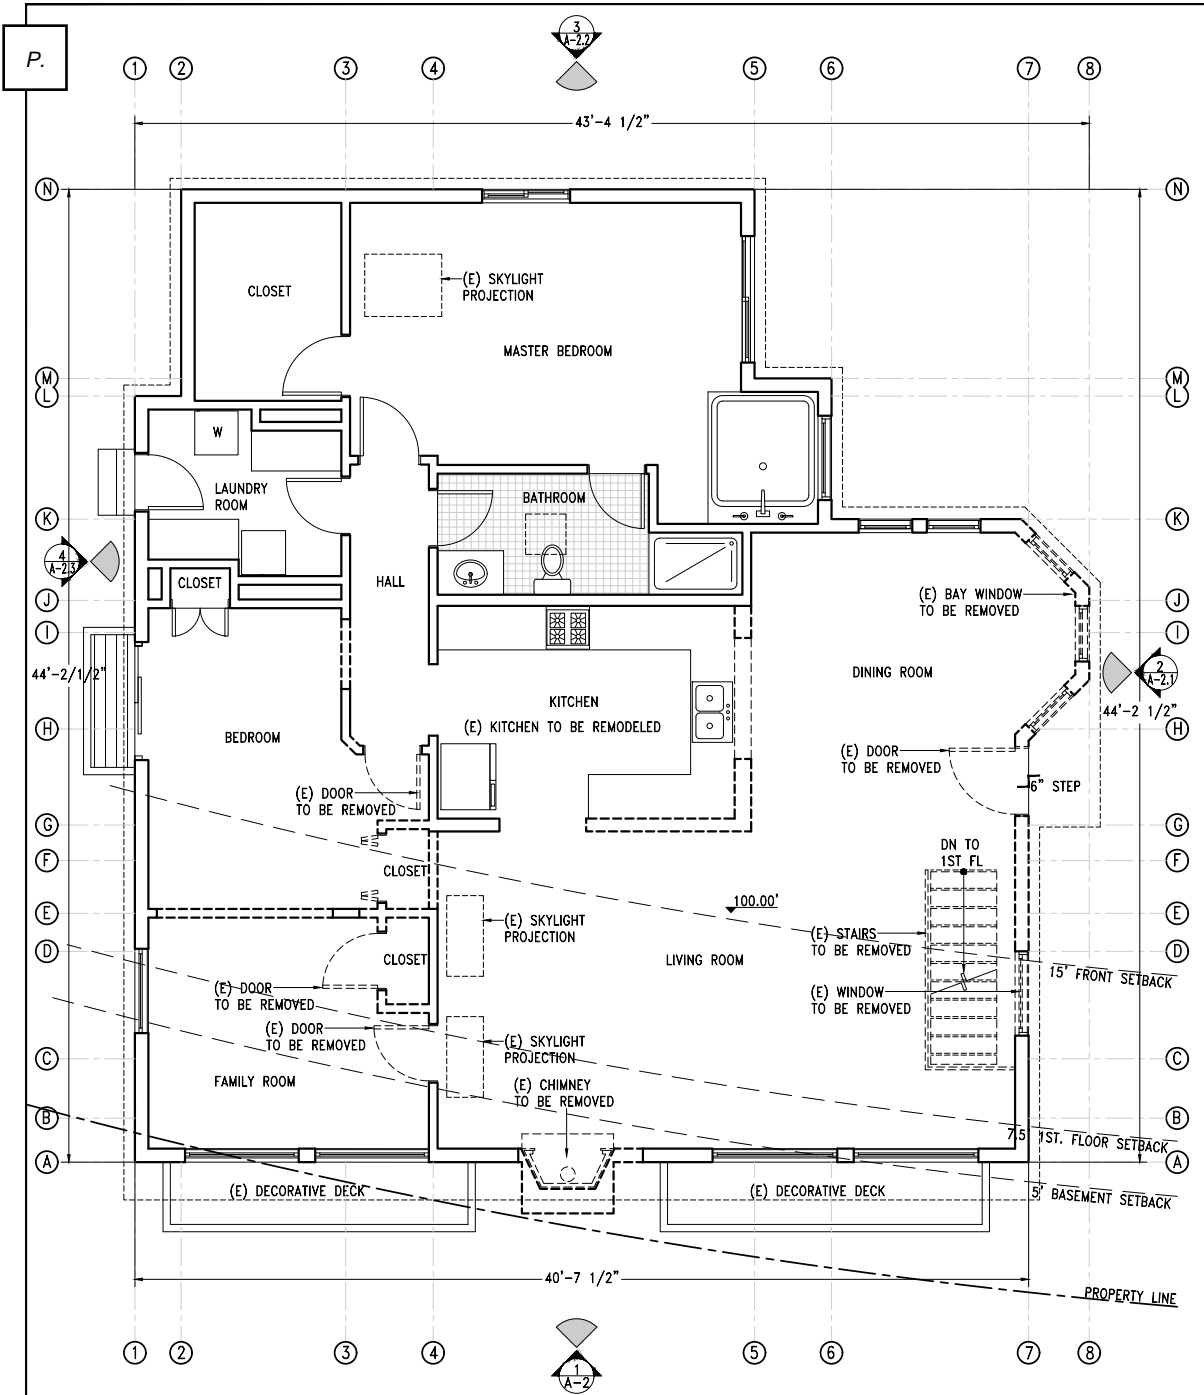 P.
3
A-2.2
1 2 3 4 5 6 7 8
43'-4 1/2"
N N
CLOSET
(E) SKYLIGHT
PROJECTION
MASTER BEDROOM
M M
L L
W
LAUNDRY
ROOM
BATHROOM
K K
4
A-2.3
CLOSET
HALL
(E) BAY WINDOW
TO BE REMOVED
J J
I I
44'-2/1/2"
DINING ROOM
2
A-2.1
44'-2 1/2"
KITCHEN
(E) KITCHEN TO BE REMODELED
H H
BEDROOM
(E) DOOR
TO BE REMOVED
6" STEP
(E) DOOR
TO BE REMOVED
G G
DN TO
1ST FL
F F
CLOSET
100.00'
E E
(E) SKYLIGHT
PROJECTION
(E) STAIRS
TO BE REMOVED
D D
CLOSET
LIVING ROOM
15' FRONT SETBACK
(E) DOOR
TO BE REMOVED
(E) WINDOW
TO BE REMOVED
(E) DOOR
TO BE REMOVED
(E) SKYLIGHT
PROJECTION
C C
FAMILY ROOM
(E) CHIMNEY
TO BE REMOVED
B B
7.5' 1ST. FLOOR SETBACK
A A
(E) DECORATIVE DECK
(E) DECORATIVE DECK
5' BASEMENT SETBACK
40'-7 1/2"
PROPERTY LINE
1 2 3 4 5 6 7 8
1
A-2